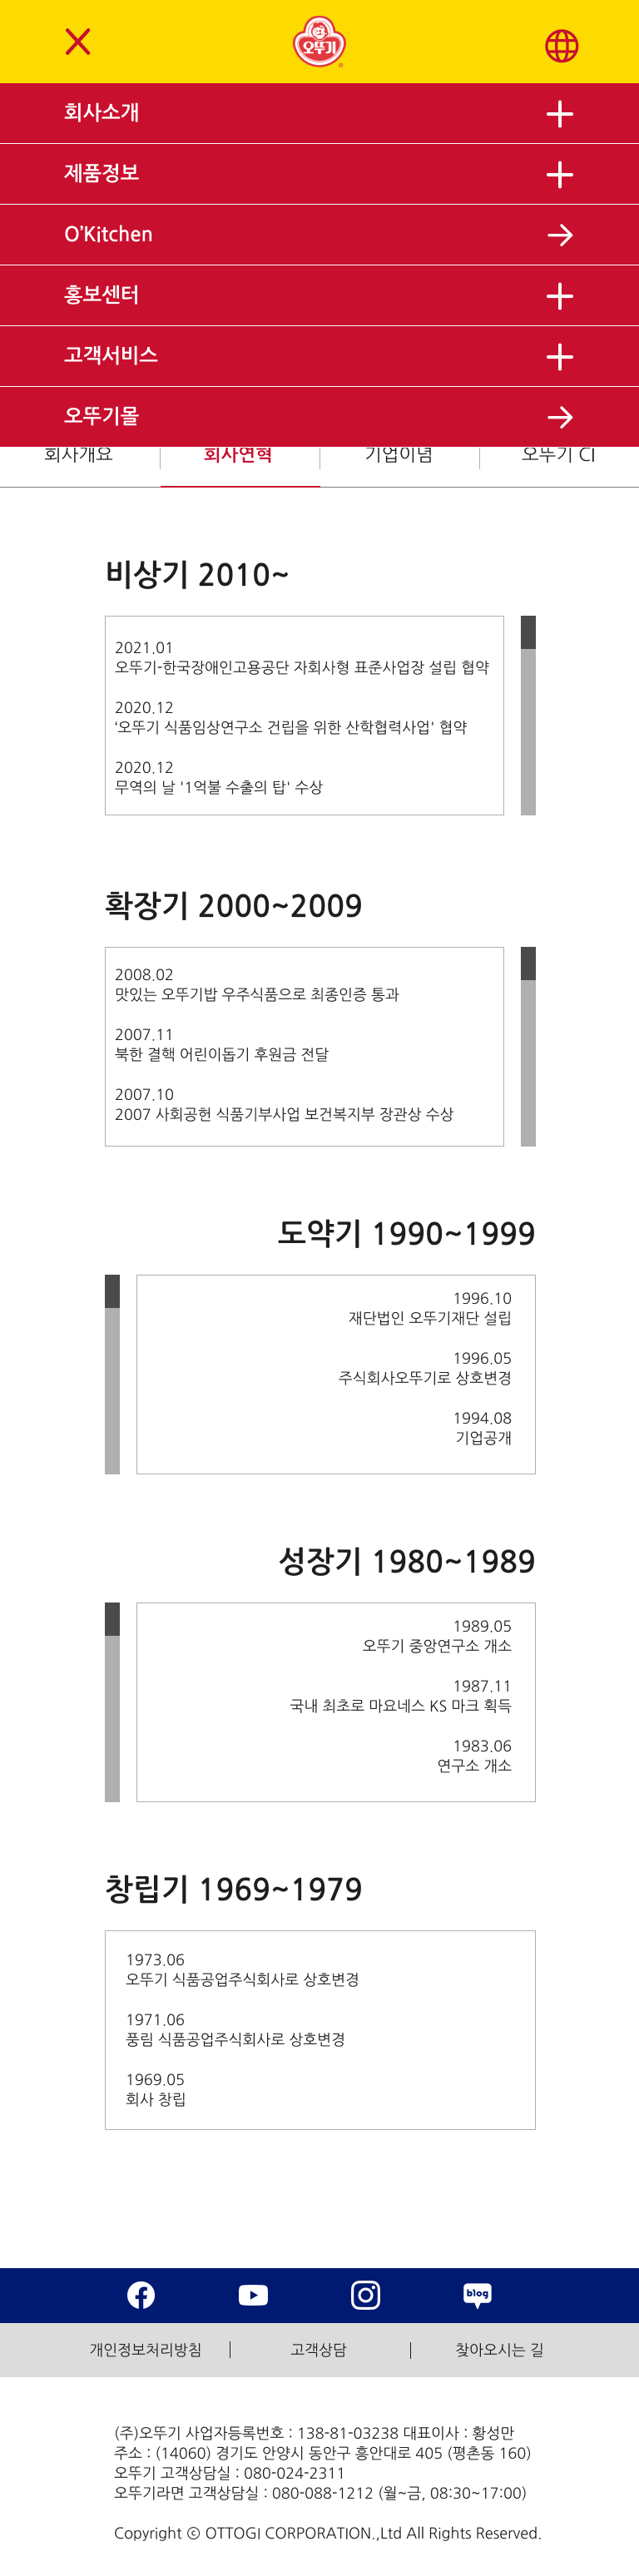 오뚜기
회사소개
제품정보
O’Kitchen
홍보센터
고객서비스
오뚜기몰
회사개요 회사연혁 기업이념 오뚜기 CI
비상기 2010~
2021.01
오뚜기-한국장애인고용공단 자회사형 표준사업장 설립 협약
2020.12
‘오뚜기 식품임상연구소 건립을 위한 산학협력사업' 협약
2020.12
무역의 날 '1억불 수출의 탑' 수상
확장기 2000~2009
2008.02
맛있는 오뚜기밥 우주식품으로 최종인증 통과
2007.11
북한 결핵 어린이돕기 후원금 전달
2007.10
2007 사회공헌 식품기부사업 보건복지부 장관상 수상
도약기 1990~1999
1996.10
재단법인 오뚜기재단 설립
1996.05
주식회사오뚜기로 상호변경
1994.08
기업공개
성장기 1980~1989
1989.05
오뚜기 중앙연구소 개소
1987.11
국내 최초로 마요네스 KS 마크 획득
1983.06
연구소 개소
창립기 1969~1979
1973.06
오뚜기 식품공업주식회사로 상호변경
1971.06
풍림 식품공업주식회사로 상호변경
1969.05
회사 창립
blog
개인정보처리방침 고객상담 찾아오시는 길
(주)오뚜기 사업자등록번호 : 138-81-03238 대표이사 : 황성만
주소 : (14060) 경기도 안양시 동안구 흥안대로 405 (평촌동 160)
오뚜기 고객상담실 : 080-024-2311
오뚜기라면 고객상담실 : 080-088-1212 (월~금, 08:30~17:00)
Copyright ⓒ OTTOGI CORPORATION.,Ltd All Rights Reserved.